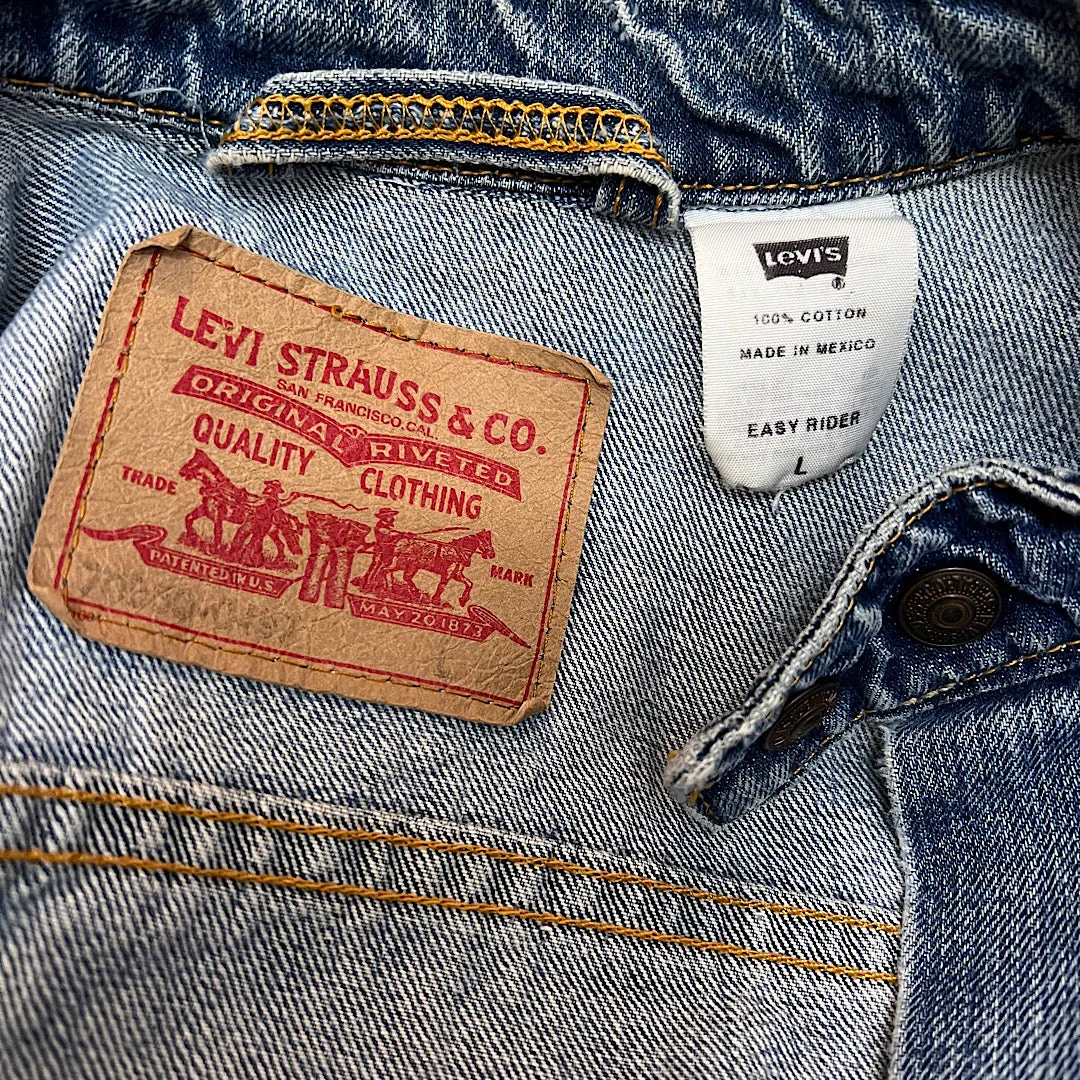 LEVI STRAUSS & CO.
SAN FRANCISCO, CAL.
ORIGINAL RIVETED
QUALITY CLOTHING
TRADE MARK
PATENTED IN U.S.
MAY 20 1873
LEVI'S
®
100% COTTON
MADE IN MEXICO
EASY RIDER
L